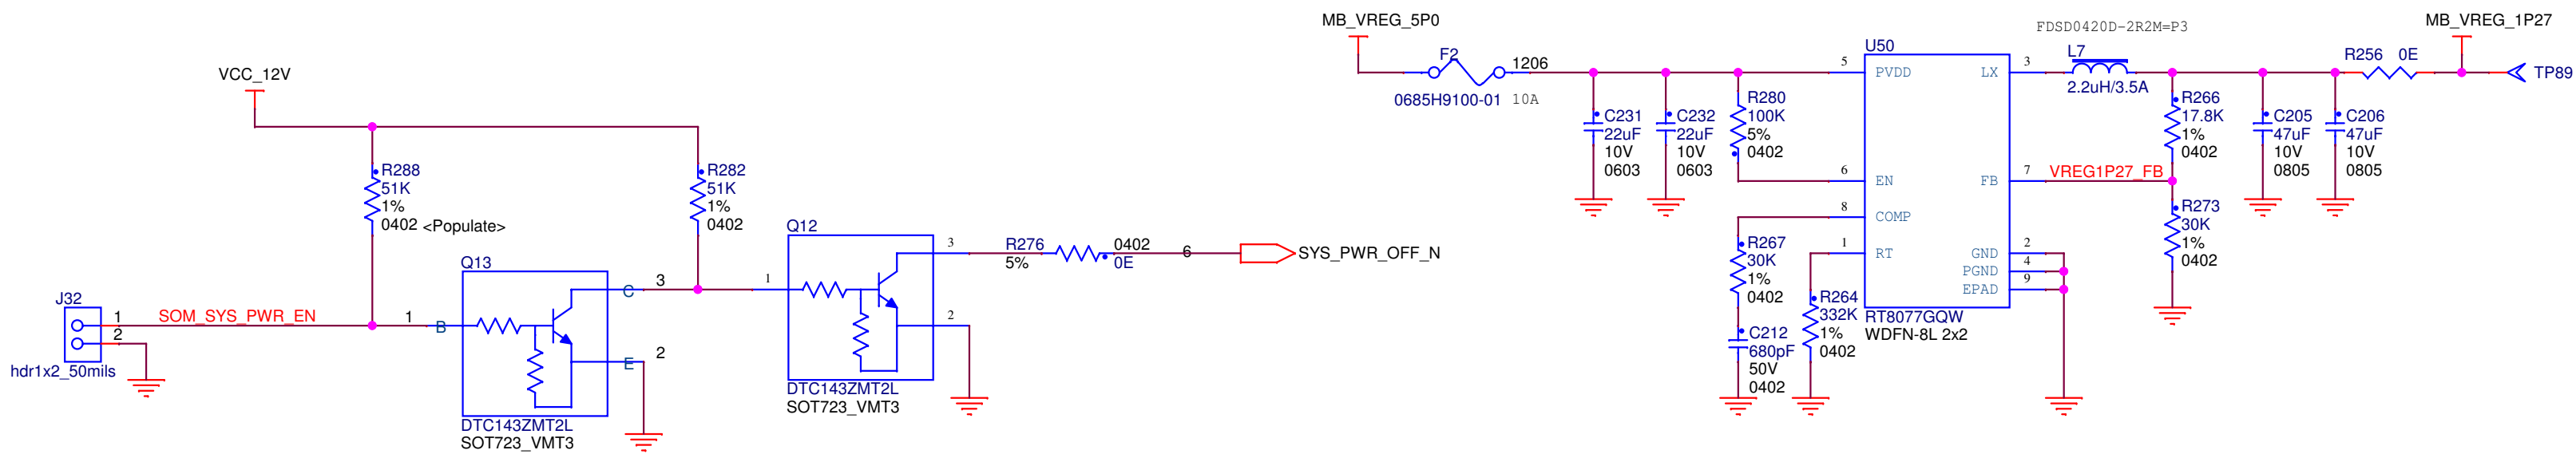 VCC_12V
R288
51K
1%
0402 <Populate>
R282
51K
1%
0402
J32
1
2
hdr1x2_50mils
SOM_SYS_PWR_EN
1
B
Q13
C
3
E
2
DTC143ZMT2L
SOT723_VMT3
1
Q12
3
2
DTC143ZMT2L
SOT723_VMT3
R276
5%
0402
0E
6
SYS_PWR_OFF_N
MB_VREG_5P0
F2
1206
0685H9100-01 10A
C231
22uF
10V
0603
C232
22uF
10V
0603
R280
100K
5%
0402
R267
30K
1%
0402
C212
680pF
50V
0402
R264
332K
1%
0402
U50
5 PVDD
6 EN
8 COMP
1 RT
LX 3
FB 7
GND 2
PGND 4
EPAD 9
RT8077GQW
WDFN-8L 2x2
FDSD0420D-2R2M=P3
L7
2.2uH/3.5A
VREG1P27_FB
R266
17.8K
1%
0402
R273
30K
1%
0402
C205
47uF
10V
0805
C206
47uF
10V
0805
R256 0E
MB_VREG_1P27
TP89